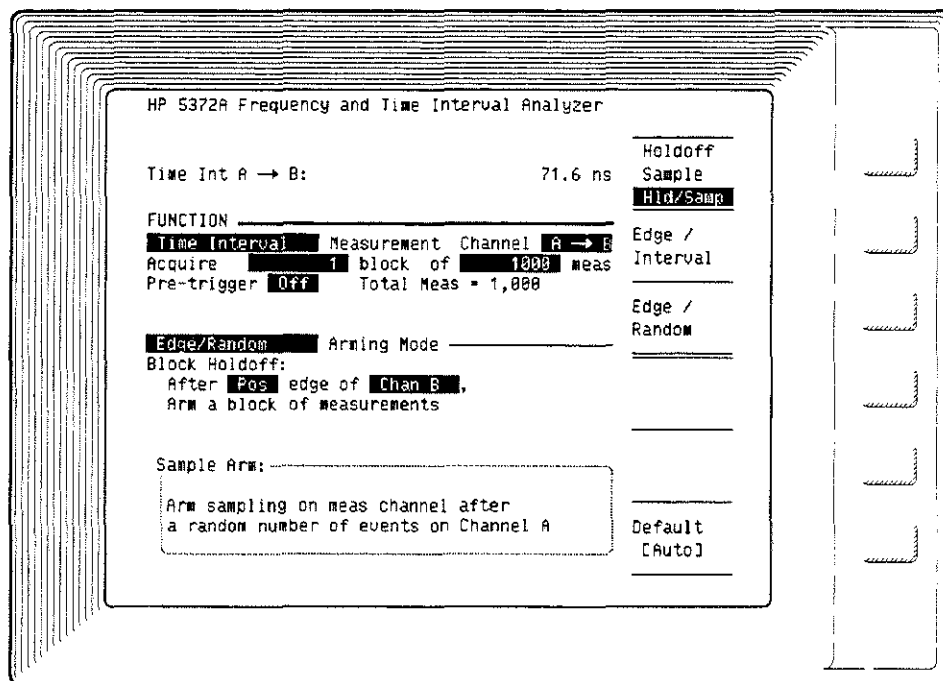 HP 5372A Frequency and Time Interval Analyzer
Time Int A → B: 71.6 ns
FUNCTION
Time Interval Measurement Channel A → B
Acquire 1 block of 1000 meas
Pre-trigger Off Total Meas = 1,000
Edge/Random Arming Mode
Block Holdoff:
After Pos edge of Chan B ,
Arm a block of measurements
Sample Arm:
Arm sampling on meas channel after
a random number of events on Channel A
Holdoff
Sample
Hld/Samp
Edge /
Interval
Edge /
Random
Default
[Auto]